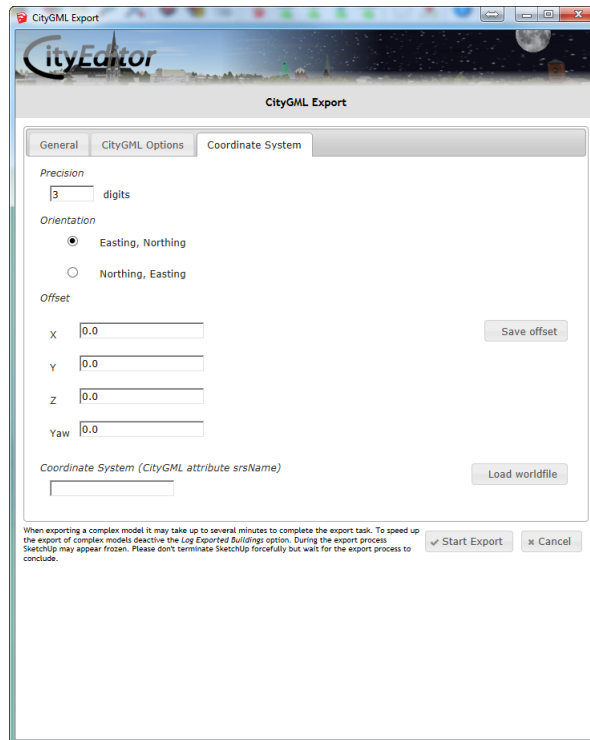 CityGML Export
CityEditor
CityGML Export
General CityGML Options Coordinate System
Precision
3 digits
Orientation
Easting, Northing
Northing, Easting
Offset
X 0.0 Save offset
Y 0.0
Z 0.0
Yaw 0.0
Coordinate System (CityGML attribute srsName)
Load worldfile
When exporting a complex model it may take up to several minutes to complete the export task. To speed up
the export of complex models deactive the Log Exported Buildings option. During the export process
SketchUp may appear frozen. Please don't terminate SketchUp forcefully but wait for the export process to
conclude.
Start Export Cancel